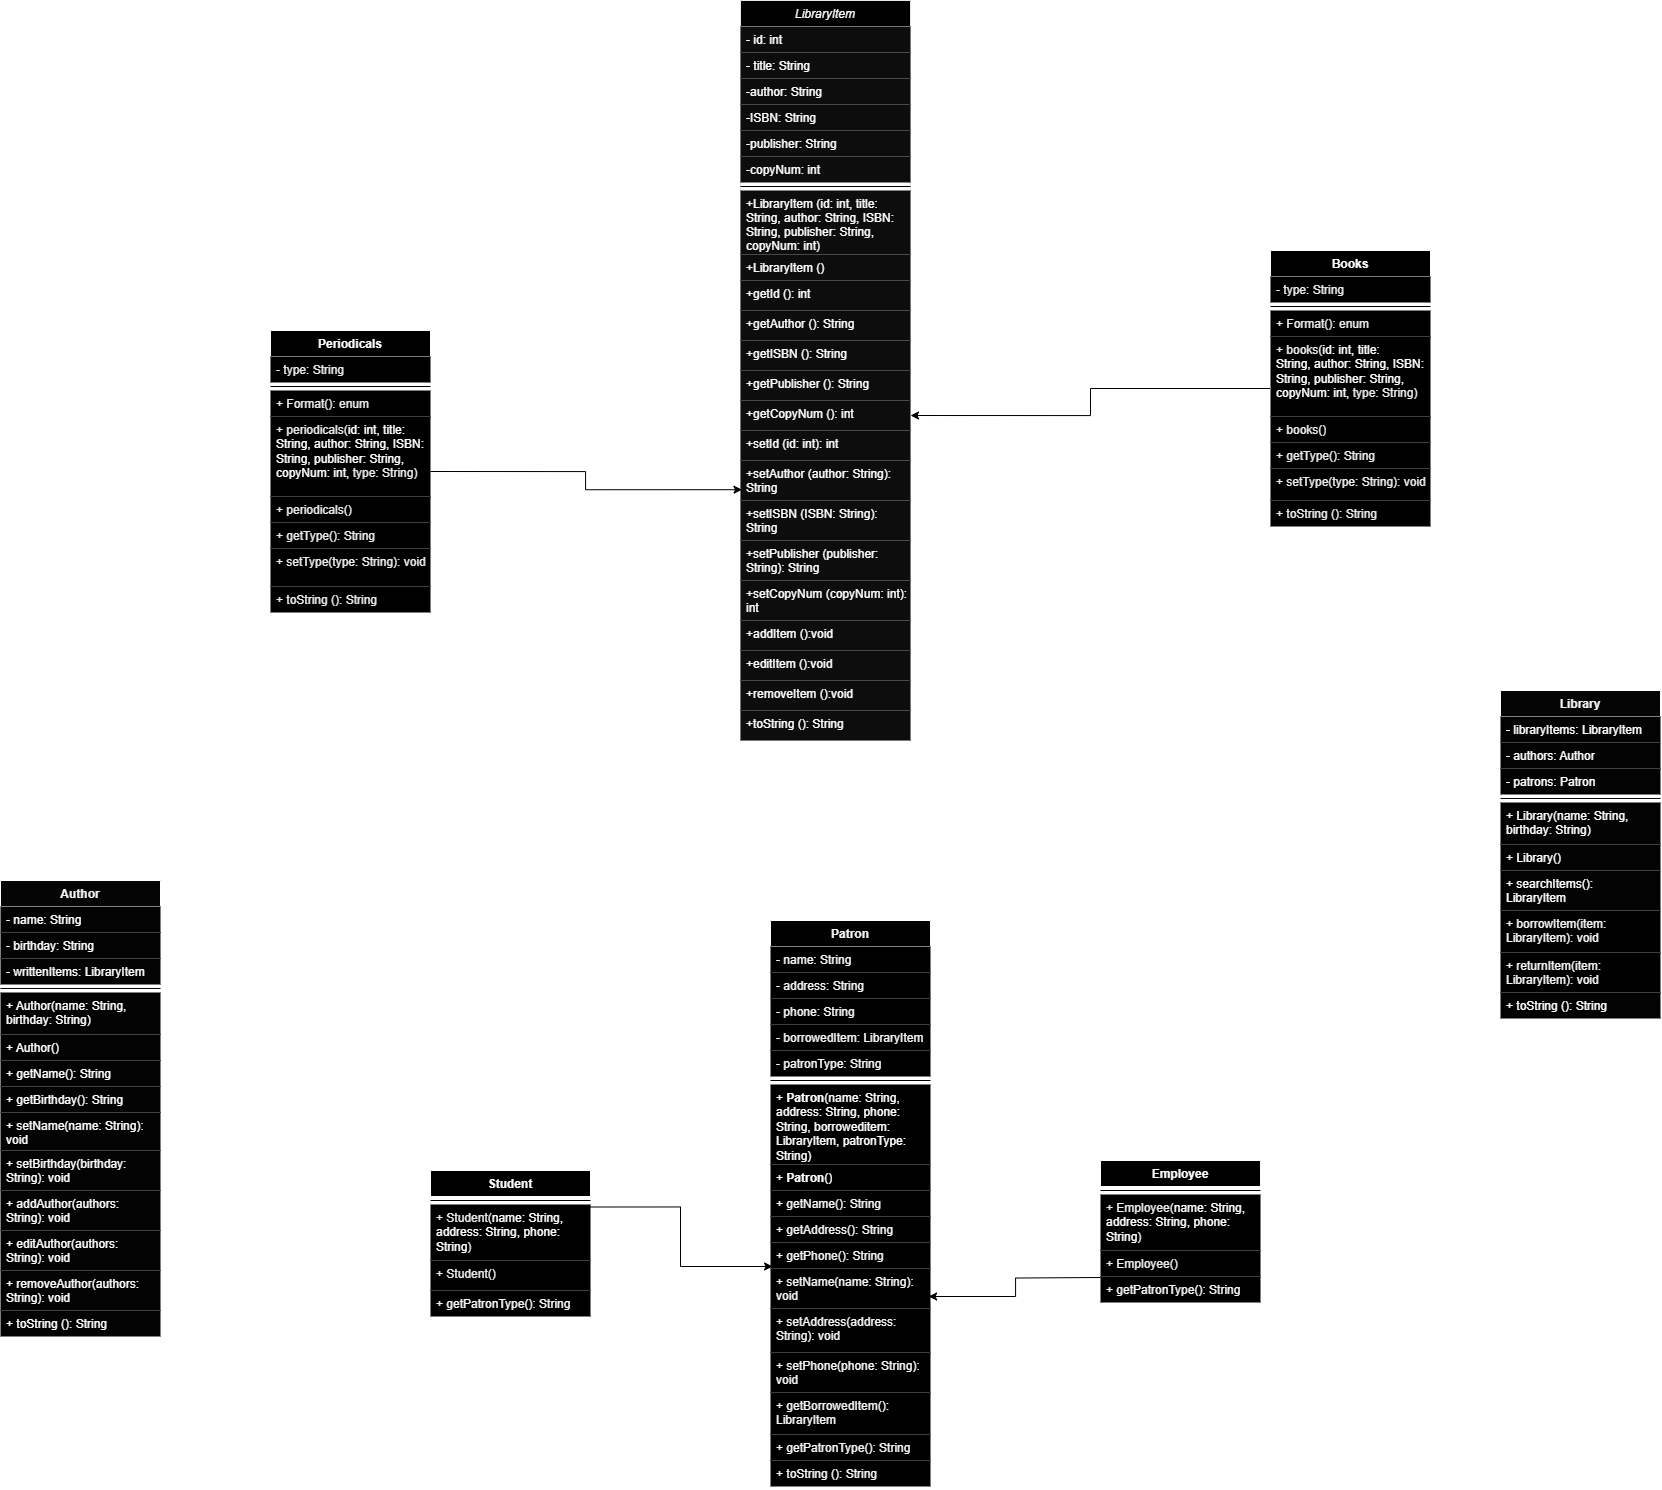 LibraryItem
- id: int
- title: String
-author: String
-ISBN: String
-publisher: String
-copyNum: int
+LibraryItem (id: int, title:
String, author: String, ISBN:
String, publisher: String,
copyNum: int)
+LibraryItem ()
+getId (): int
+getAuthor (): String
+getISBN (): String
+getPublisher (): String
+getCopyNum (): int
+setId (id: int): int
+setAuthor (author: String):
String
+setISBN (ISBN: String):
String
+setPublisher (publisher:
String): String
+setCopyNum (copyNum: int):
int
+addItem ():void
+editItem ():void
+removeItem ():void
+toString (): String
Books
- type: String
+ Format(): enum
+ books(id: int, title:
String, author: String, ISBN:
String, publisher: String,
copyNum: int, type: String)
+ books()
+ getType(): String
+ setType(type: String): void
+ toString (): String
Periodicals
- type: String
+ Format(): enum
+ periodicals(id: int, title:
String, author: String, ISBN:
String, publisher: String,
copyNum: int, type: String)
+ periodicals()
+ getType(): String
+ setType(type: String): void
+ toString (): String
Library
- libraryItems: LibraryItem
- authors: Author
- patrons: Patron
+ Library(name: String,
birthday: String)
+ Library()
+ searchItems():
LibraryItem
+ borrowItem(item:
LibraryItem): void
+ returnItem(item:
LibraryItem): void
+ toString (): String
Author
- name: String
- birthday: String
- writtenItems: LibraryItem
+ Author(name: String,
birthday: String)
+ Author()
+ getName(): String
+ getBirthday(): String
+ setName(name: String):
void
+ setBirthday(birthday:
String): void
+ addAuthor(authors:
String): void
+ editAuthor(authors:
String): void
+ removeAuthor(authors:
String): void
+ toString (): String
Patron
- name: String
- address: String
- phone: String
- borrowedItem: LibraryItem
- patronType: String
+ Patron(name: String,
address: String, phone:
String, borroweditem:
LibraryItem, patronType:
String)
+ Patron()
+ getName(): String
+ getAddress(): String
+ getPhone(): String
+ setName(name: String):
void
+ setAddress(address:
String): void
+ setPhone(phone: String):
void
+ getBorrowedItem():
LibraryItem
+ getPatronType(): String
+ toString (): String
Student
+ Student(name: String,
address: String, phone:
String)
+ Student()
+ getPatronType(): String
Employee
+ Employee(name: String,
address: String, phone:
String)
+ Employee()
+ getPatronType(): String